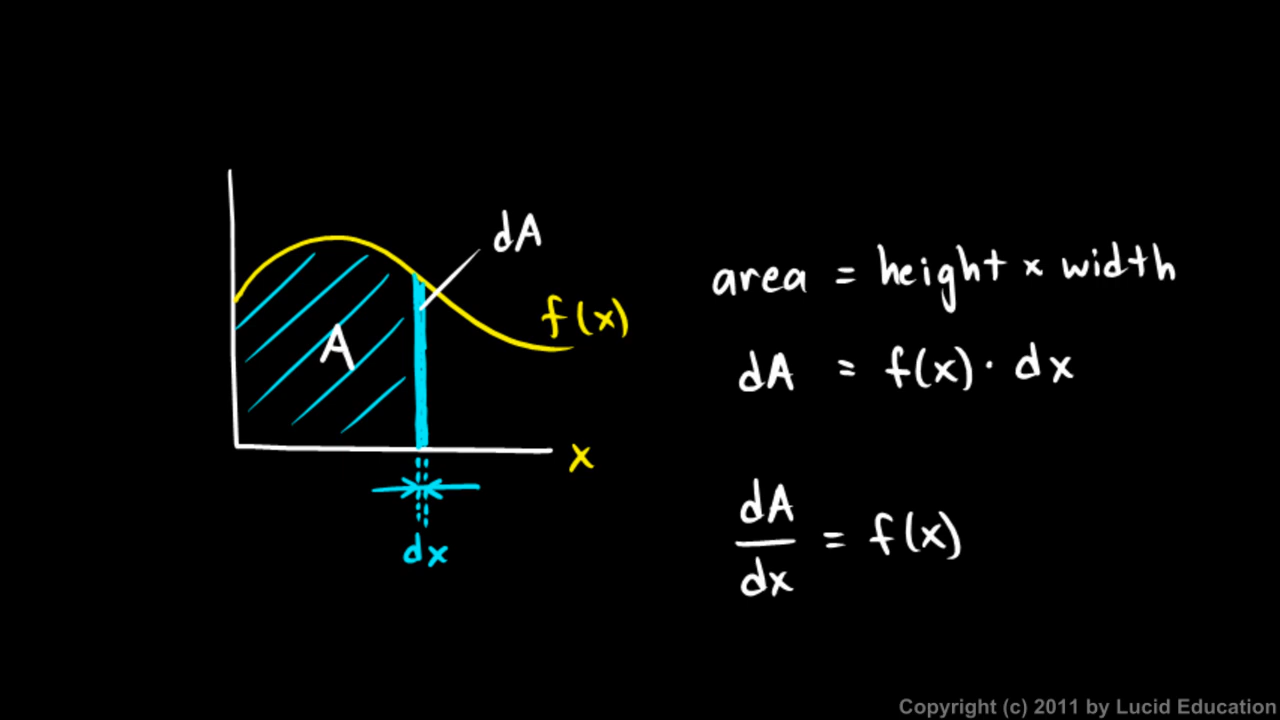 dA
area = height × width
f(x)
A
dA = f(x) · dx
x
dx
dA
dx
= f(x)
Copyright (c) 2011 by Lucid Education